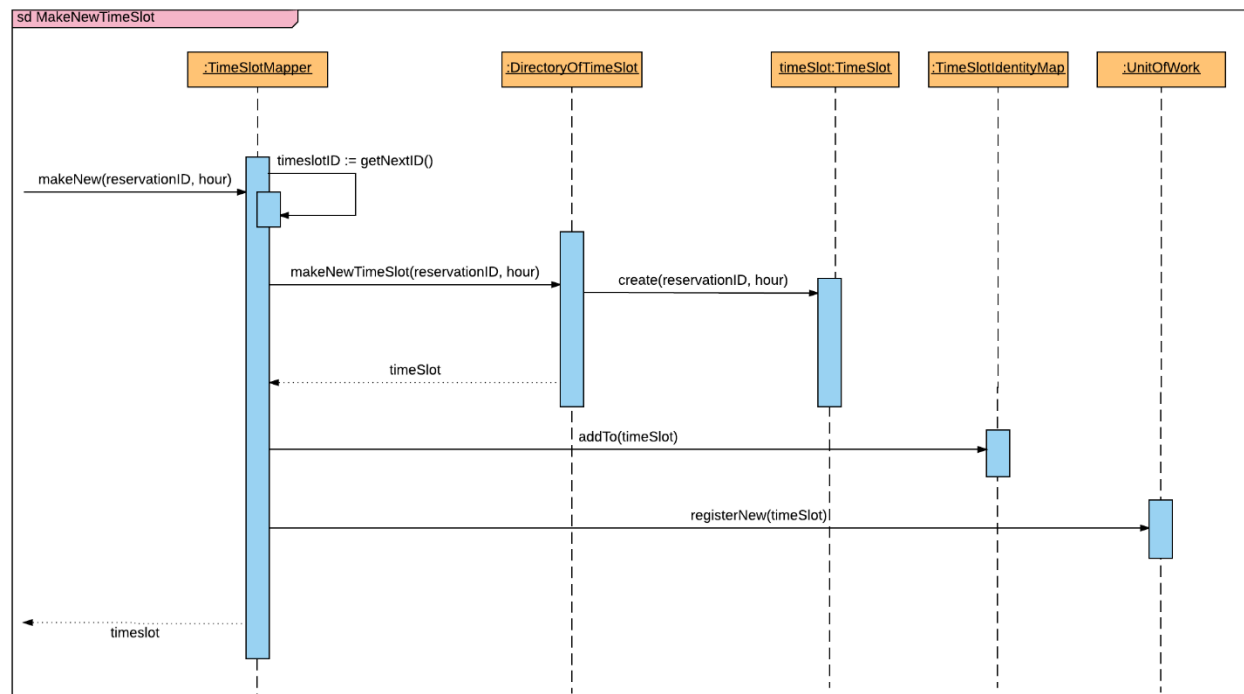 sd MakeNewTimeSlot
:TimeSlotMapper
:DirectoryOfTimeSlot
timeSlot:TimeSlot
:TimeSlotIdentityMap
:UnitOfWork
timeslotID := getNextID()
makeNew(reservationID, hour)
makeNewTimeSlot(reservationID, hour)
create(reservationID, hour)
timeSlot
addTo(timeSlot)
registerNew(timeSlot)
timeslot